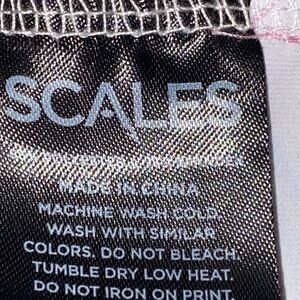 SCALES
POLYESTER
MADE IN CHINA
MACHINE WASH COLD.
WASH WITH SIMILAR
COLORS. DO NOT BLEACH.
TUMBLE DRY LOW HEAT.
DO NOT IRON ON PRINT